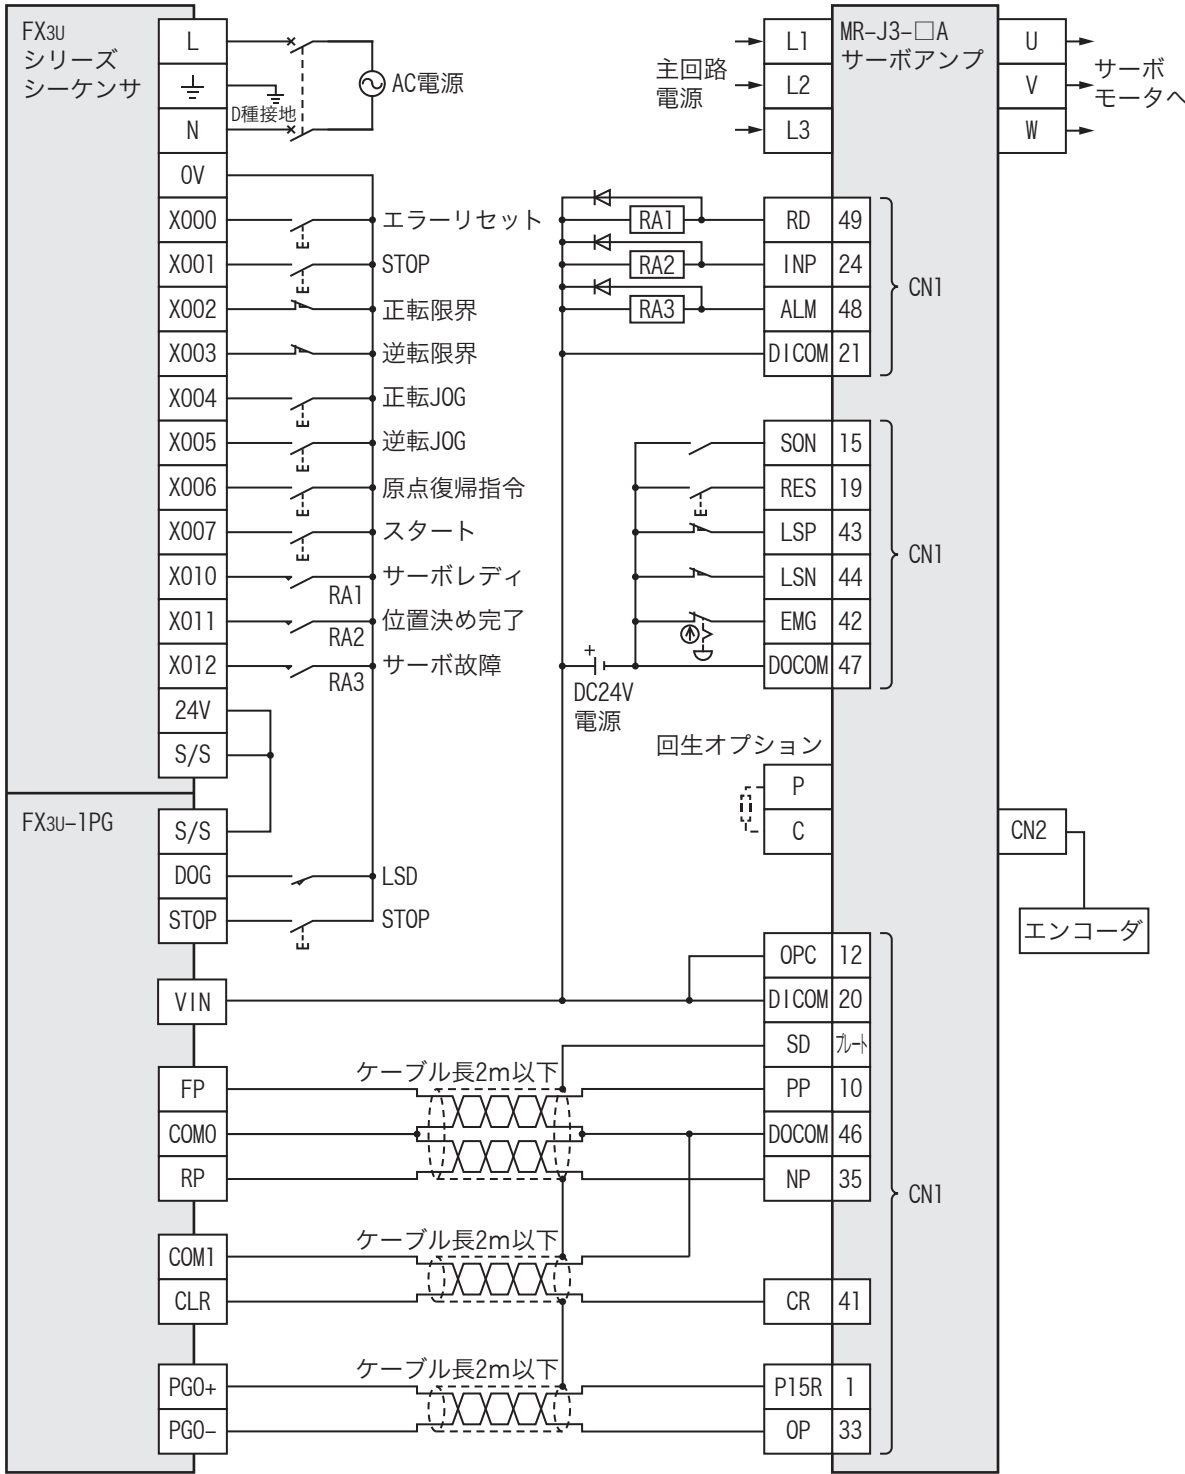 FX3U
シリーズ
シーケンサ
L
N
0V
X000
X001
X002
X003
X004
X005
X006
X007
X010
X011
X012
24V
S/S
D種接地
AC電源
エラーリセット
STOP
正転限界
逆転限界
正転JOG
逆転JOG
原点復帰指令
スタート
サーボレディ
RA1
位置決め完了
RA2
サーボ故障
RA3
FX3U-1PG
S/S
DOG
STOP
VIN
FP
COM0
RP
COM1
CLR
PG0+
PG0-
LSD
STOP
ケーブル長2m以下
ケーブル長2m以下
ケーブル長2m以下
主回路
電源
L1
L2
L3
MR-J3-□A
サーボアンプ
U
V
W
サーボ
モータへ
RA1
RA2
RA3
RD 49
INP 24
ALM 48
DICOM 21
CN1
SON 15
RES 19
LSP 43
LSN 44
EMG 42
DOCOM 47
CN1
+
DC24V
電源
回生オプション
P
C
CN2
エンコーダ
OPC 12
DICOM 20
SD プレート
PP 10
DOCOM 46
NP 35
CR 41
P15R 1
OP 33
CN1